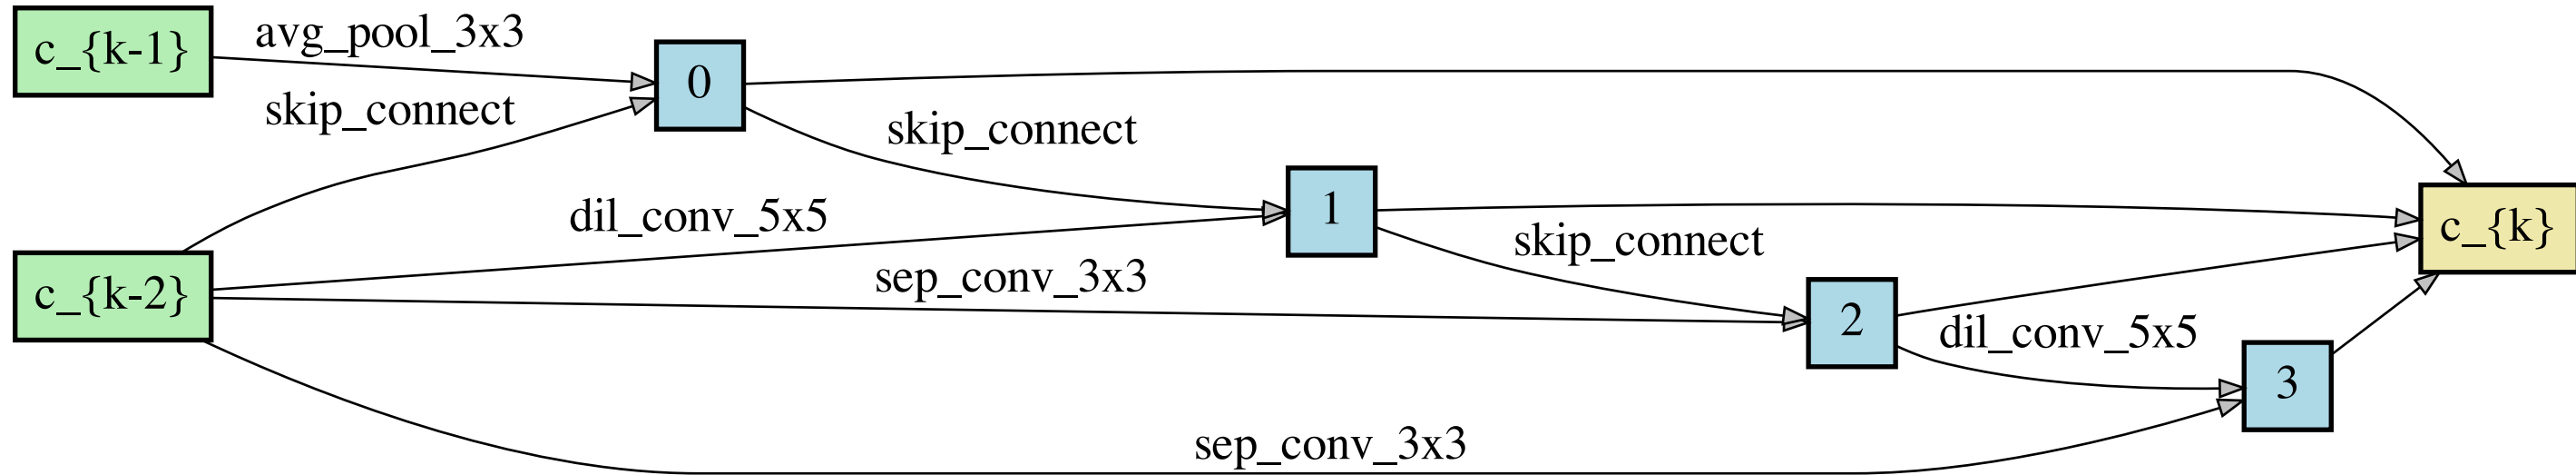 c_{k-1}
avg_pool_3x3
0
skip_connect
skip_connect
dil_conv_5x5
1
c_{k}
skip_connect
sep_conv_3x3
c_{k-2}
2
dil_conv_5x5
3
sep_conv_3x3